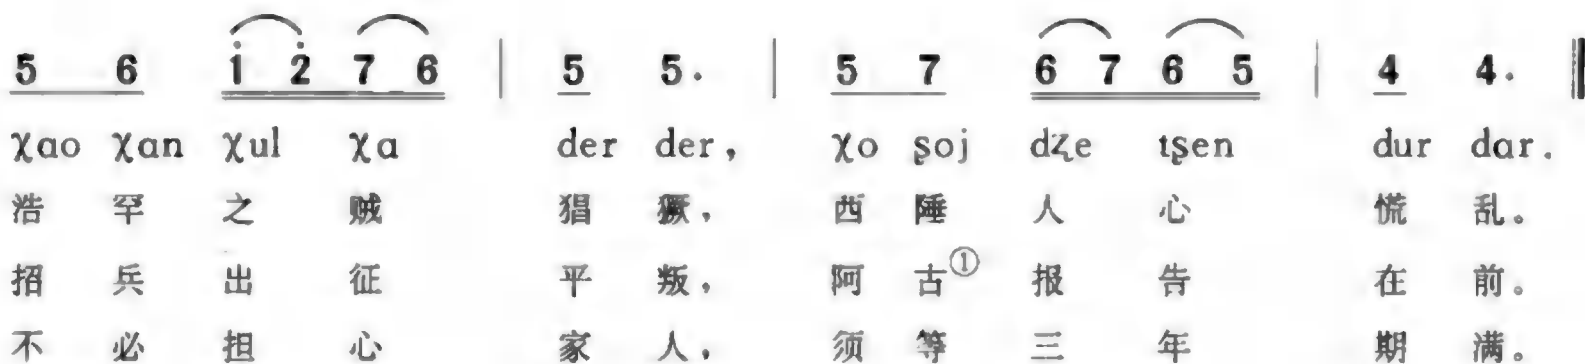 5 6 i̇ 2̇ 7 6 | 5 5. | 5 7 6 7 6 5 | 4 4. ‖
χao χan χul χa der der, χo ʂoj dʐe tʂen dur dar.
浩 罕 之 贼 猖 獗, 西 陲 人 心 慌 乱。
招 兵 出 征 平 叛, 阿 古① 报 告 在 前。
不 必 担 心 家 人, 须 等 三 年 期 满。